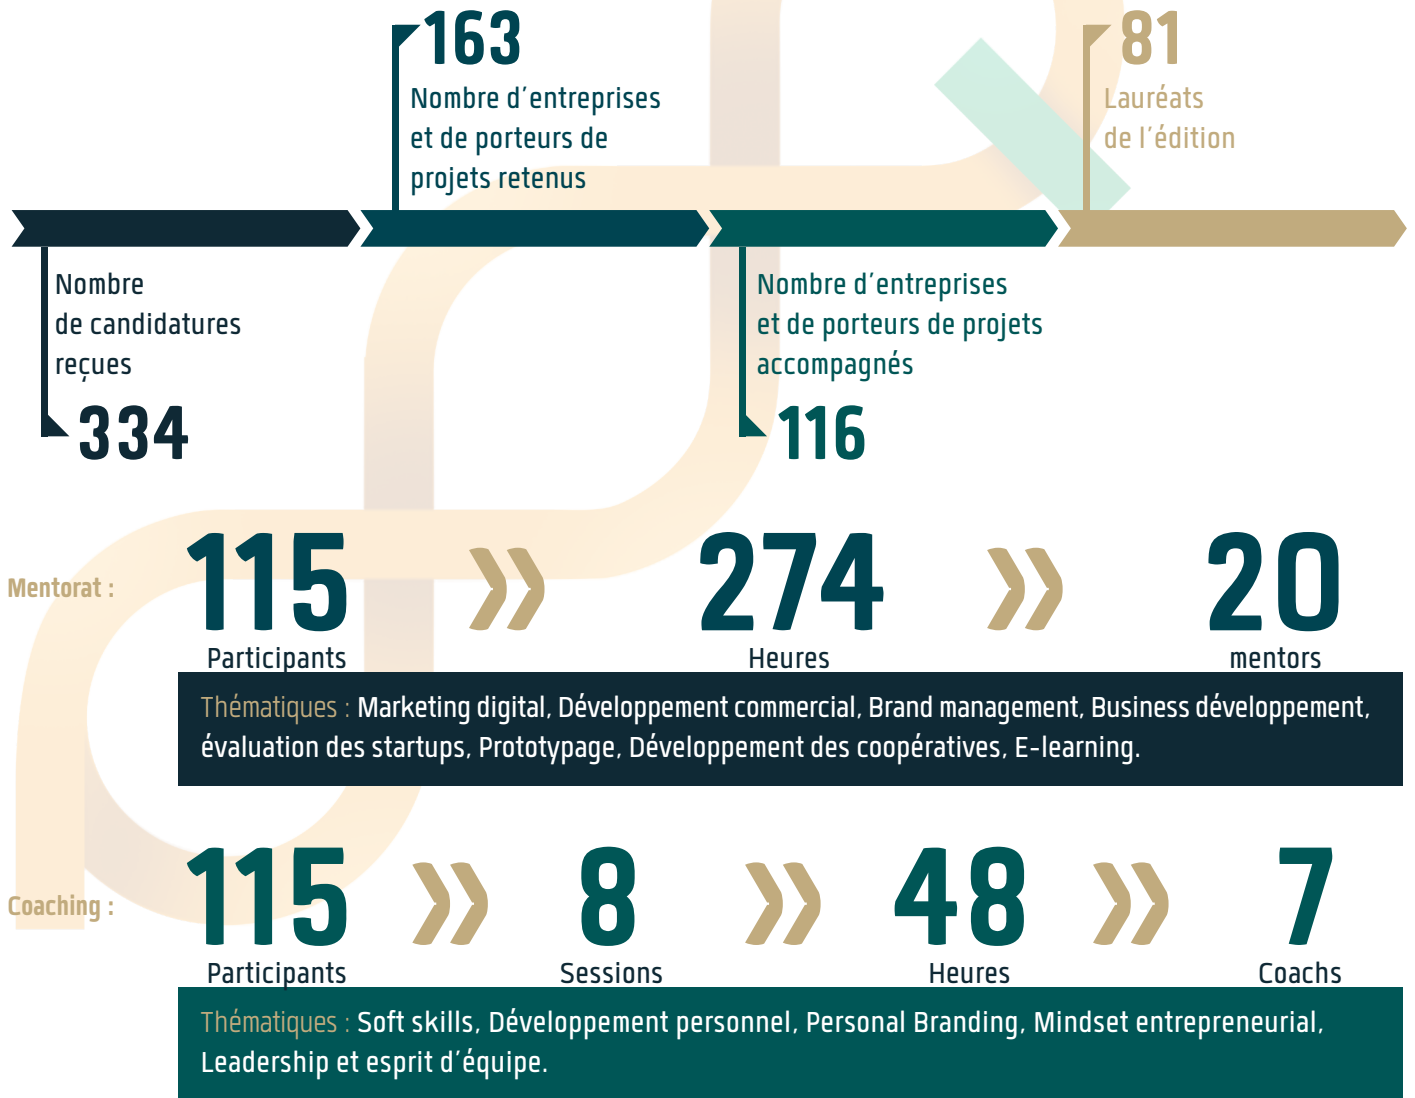 163
Nombre d’entreprises
et de porteurs de
projets retenus
81
Lauréats
de l’édition
Nombre
de candidatures
reçues
334
Nombre d’entreprises
et de porteurs de projets
accompagnés
116
Mentorat :
115
Participants
274
Heures
20
mentors
Thématiques : Marketing digital, Développement commercial, Brand management, Business développement,
évaluation des startups, Prototypage, Développement des coopératives, E-learning.
Coaching :
115
Participants
8
Sessions
48
Heures
7
Coachs
Thématiques : Soft skills, Développement personnel, Personal Branding, Mindset entrepreneurial,
Leadership et esprit d’équipe.